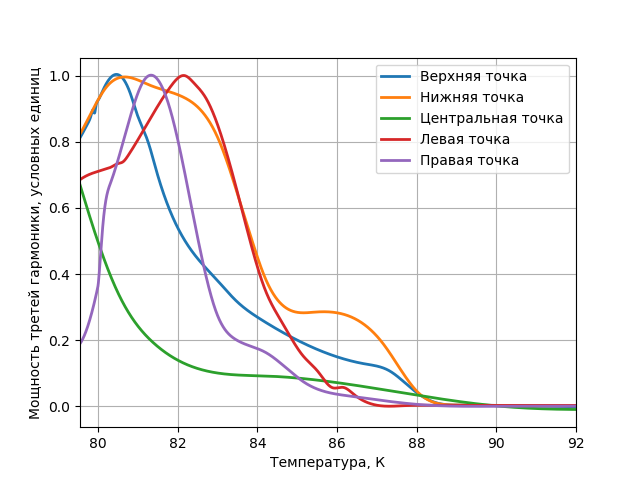 Мощность третей гармоники, условных единиц
1.0
0.8
0.6
0.4
0.2
0.0
Верхняя точка
Нижняя точка
Центральная точка
Левая точка
Правая точка
80 82 84 86 88 90 92
Температура, К